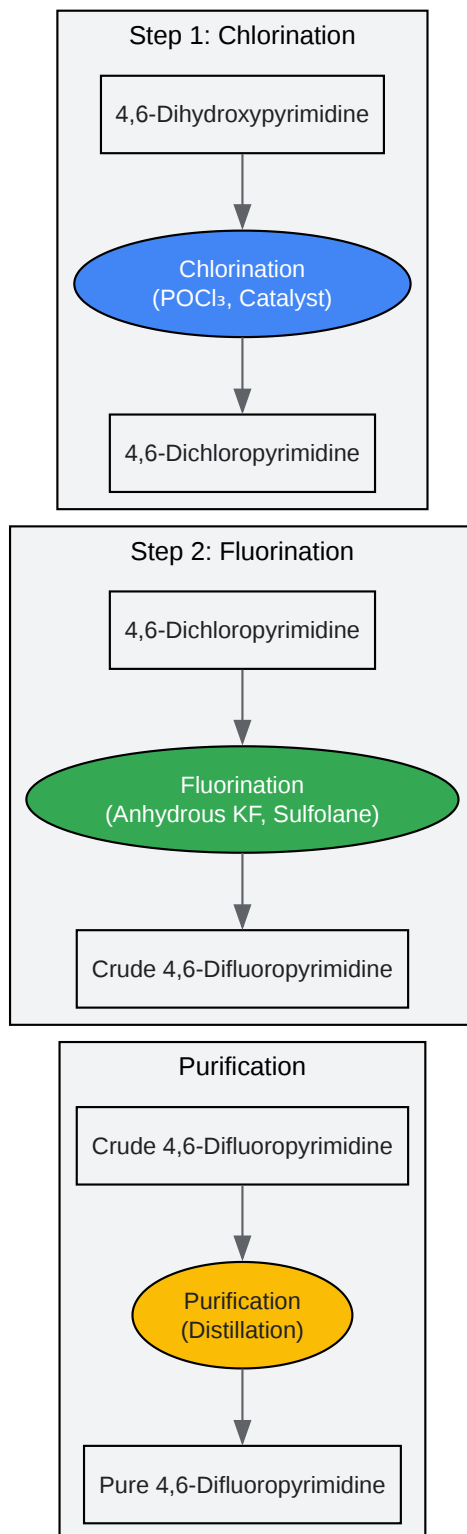 Step 1: Chlorination
4,6-Dihydroxypyrimidine
Chlorination
(POCl₃, Catalyst)
4,6-Dichloropyrimidine
Step 2: Fluorination
4,6-Dichloropyrimidine
Fluorination
(Anhydrous KF, Sulfolane)
Crude 4,6-Difluoropyrimidine
Purification
Crude 4,6-Difluoropyrimidine
Purification
(Distillation)
Pure 4,6-Difluoropyrimidine